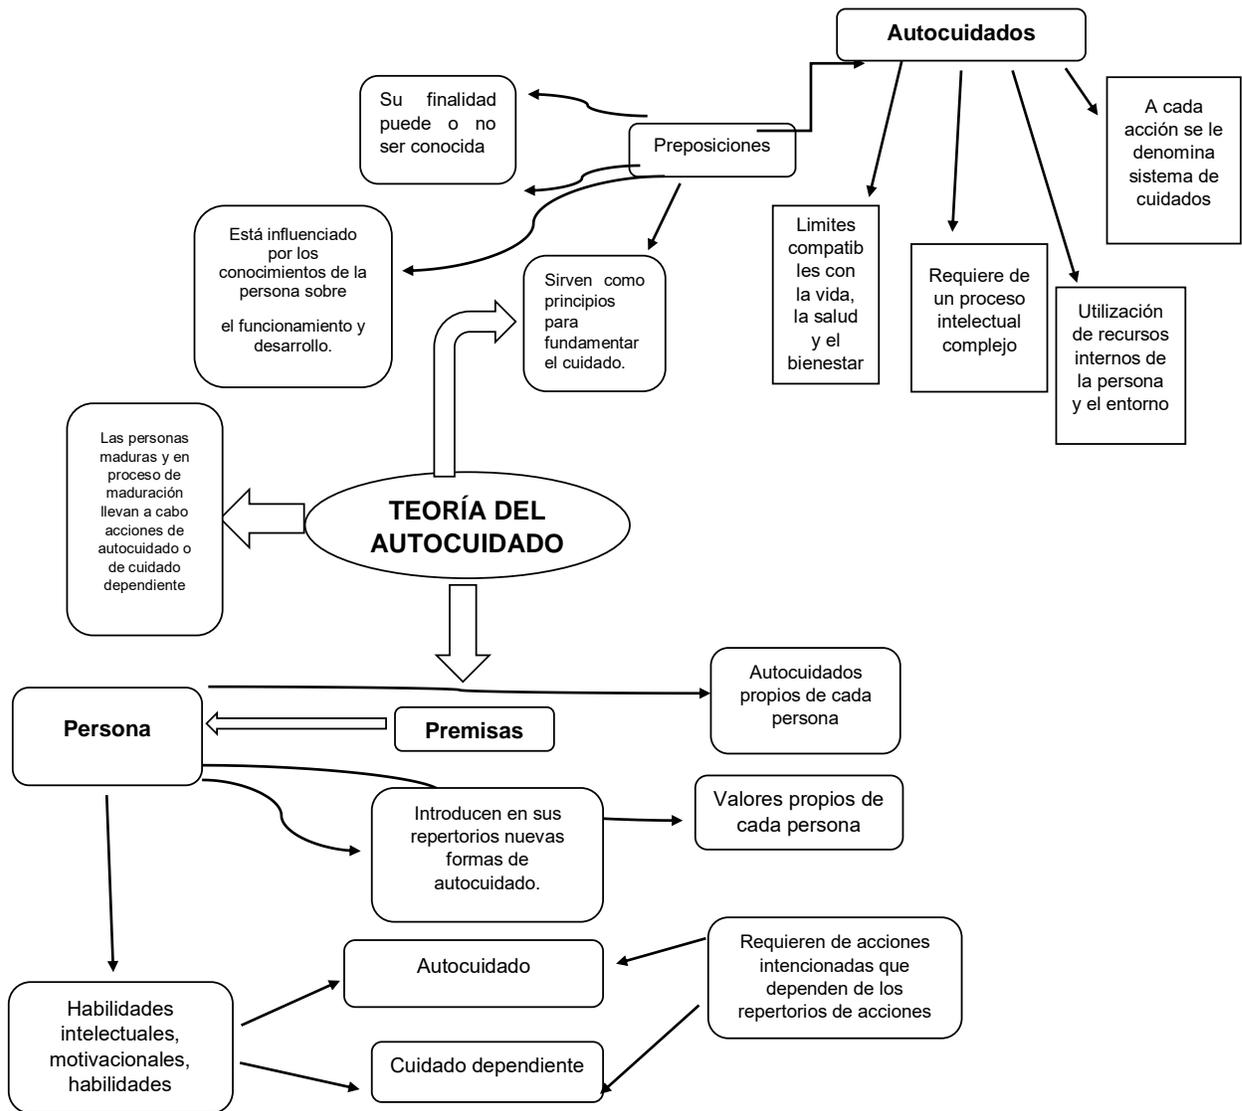 Autocuidados
Su finalidad
puede o no
ser conocida
Preposiciones
A cada
acción se le
denomina
sistema de
cuidados
Está influenciado
por los
conocimientos de la
persona sobre
el funcionamiento y
desarrollo.
Sirven como
principios
para
fundamentar
el cuidado.
Limites
compatib
les con
la vida,
la salud
y el
bienestar
Requiere de
un proceso
intelectual
complejo
Utilización
de recursos
internos de
la persona
y el entorno
Las personas
maduras y en
proceso de
maduración
llevan a cabo
acciones de
autocuidado o
de cuidado
dependiente
TEORÍA DEL
AUTOCUIDADO
Autocuidados
propios de cada
persona
Persona
Premisas
Introducen en sus
repertorios nuevas
formas de
autocuidado.
Valores propios de
cada persona
Autocuidado
Requieren de acciones
intencionadas que
dependen de los
repertorios de acciones
Habilidades
intelectuales,
motivacionales,
habilidades
Cuidado dependiente